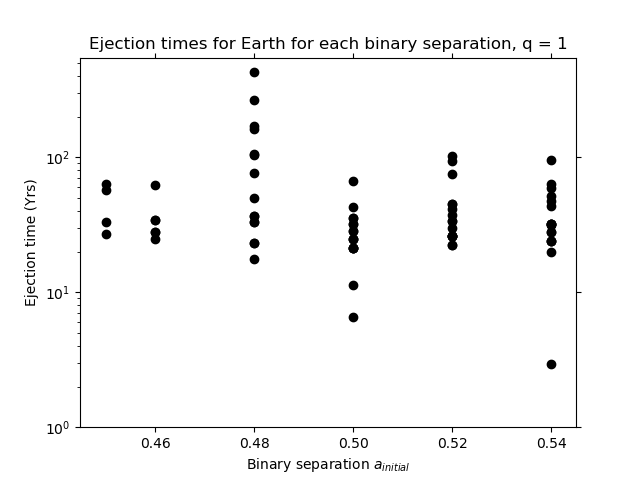 Ejection times for Earth for each binary separation, q = 1
Ejection time (Yrs)
10²
10¹
10⁰
0.46 0.48 0.50 0.52 0.54
Binary separation a_initial